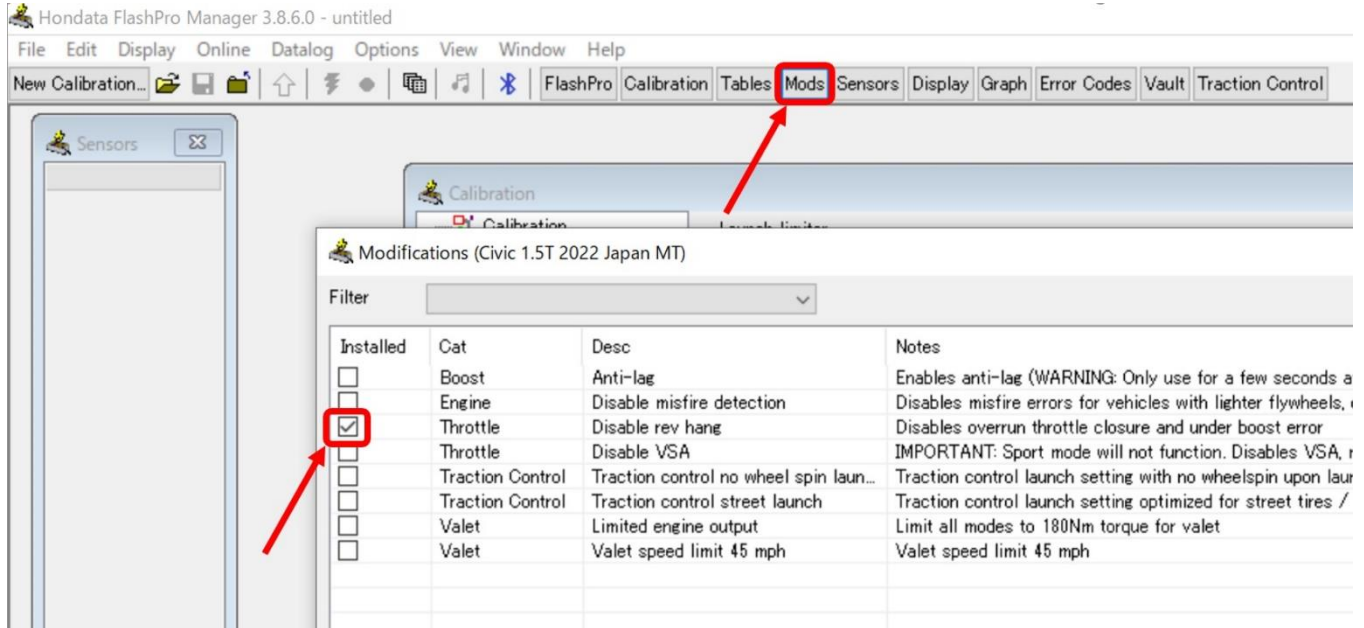 Hondata FlashPro Manager 3.8.6.0 - untitled
File Edit Display Online Datalog Options View Window Help
New Calibration... FlashPro Calibration Tables Mods Sensors Display Graph Error Codes Vault Traction Control
Sensors
Calibration
Calibration Launch limiter
Modifications (Civic 1.5T 2022 Japan MT)
Filter
Installed Cat Desc Notes
Boost Anti-lag Enables anti-lag (WARNING: Only use for a few seconds a
Engine Disable misfire detection Disables misfire errors for vehicles with lighter flywheels,
Throttle Disable rev hang Disables overrun throttle closure and under boost error
Throttle Disable VSA IMPORTANT: Sport mode will not function. Disables VSA,
Traction Control Traction control no wheel spin laun... Traction control launch setting with no wheelspin upon laun
Traction Control Traction control street launch Traction control launch setting optimized for street tires /
Valet Limited engine output Limit all modes to 180Nm torque for valet
Valet Valet speed limit 45 mph Valet speed limit 45 mph